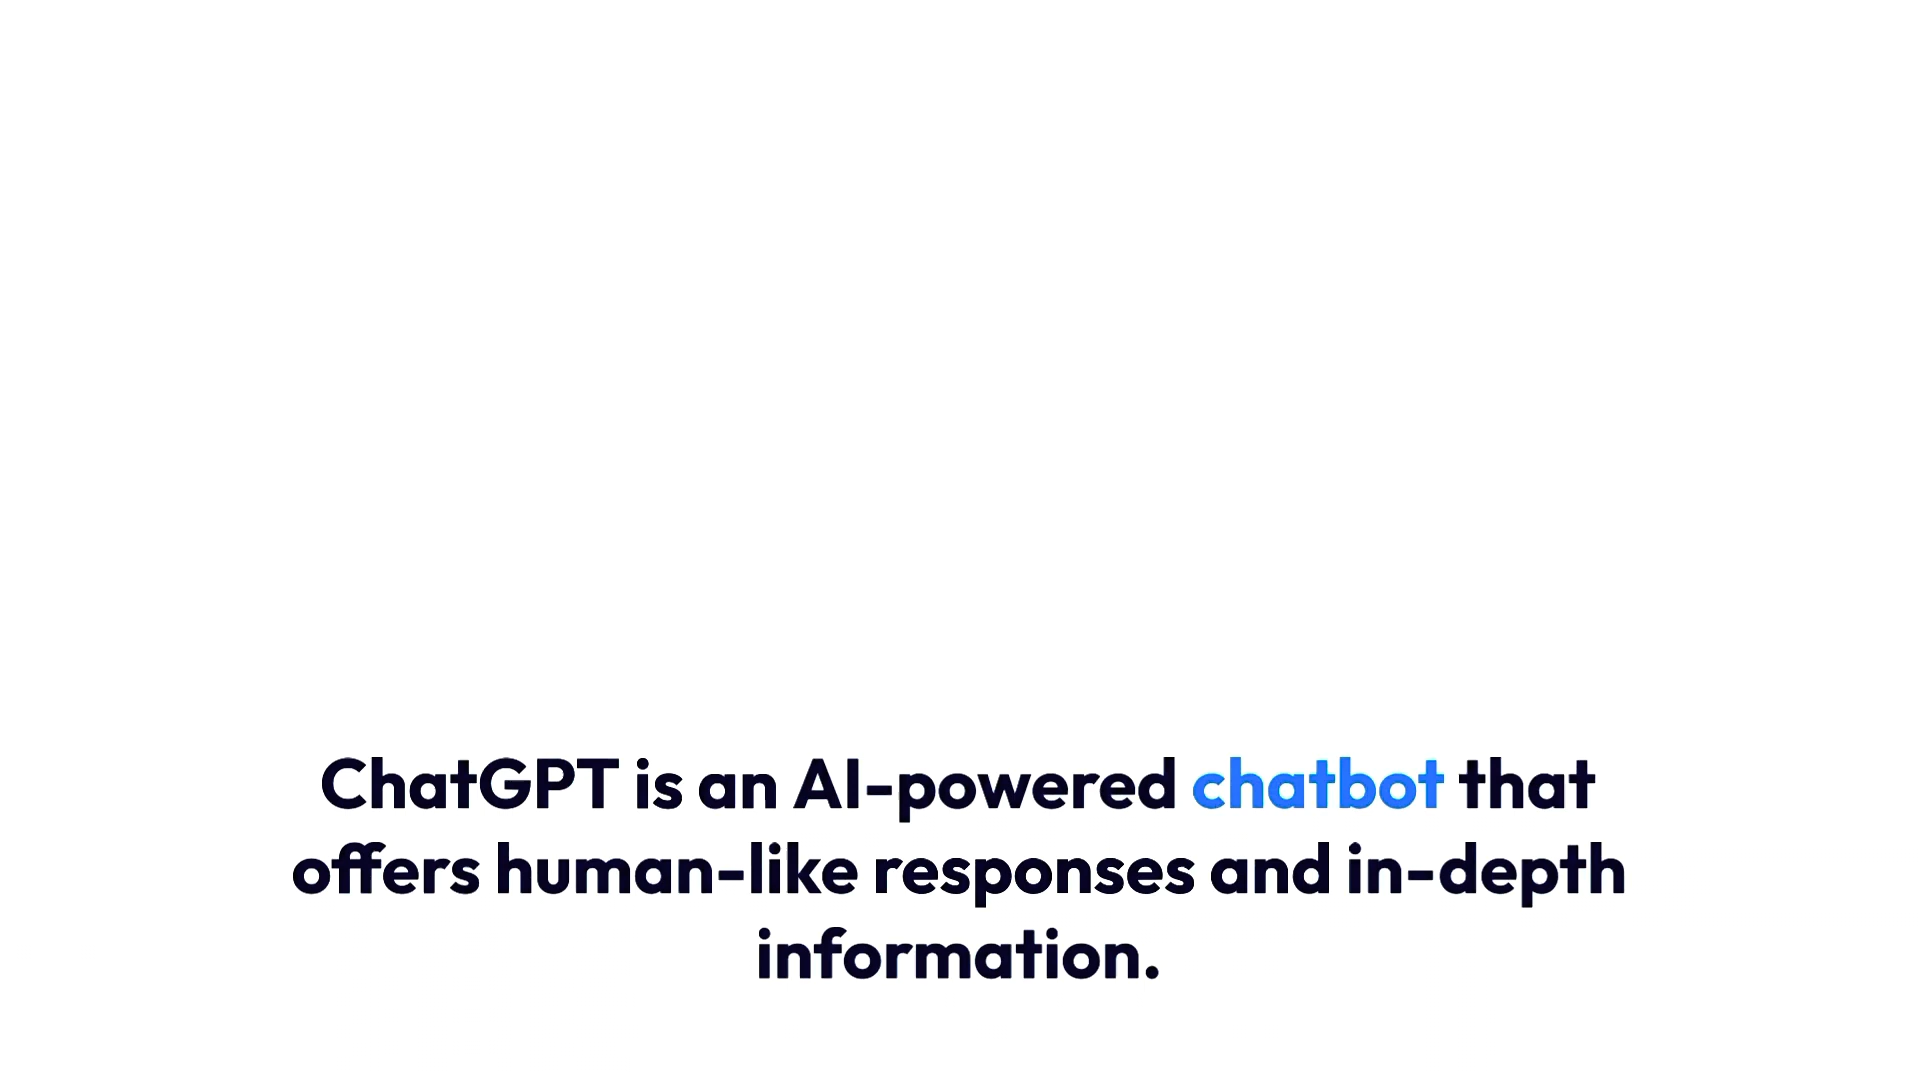 ChatGPT is an AI-powered chatbot that
offers human-like responses and in-depth
information.